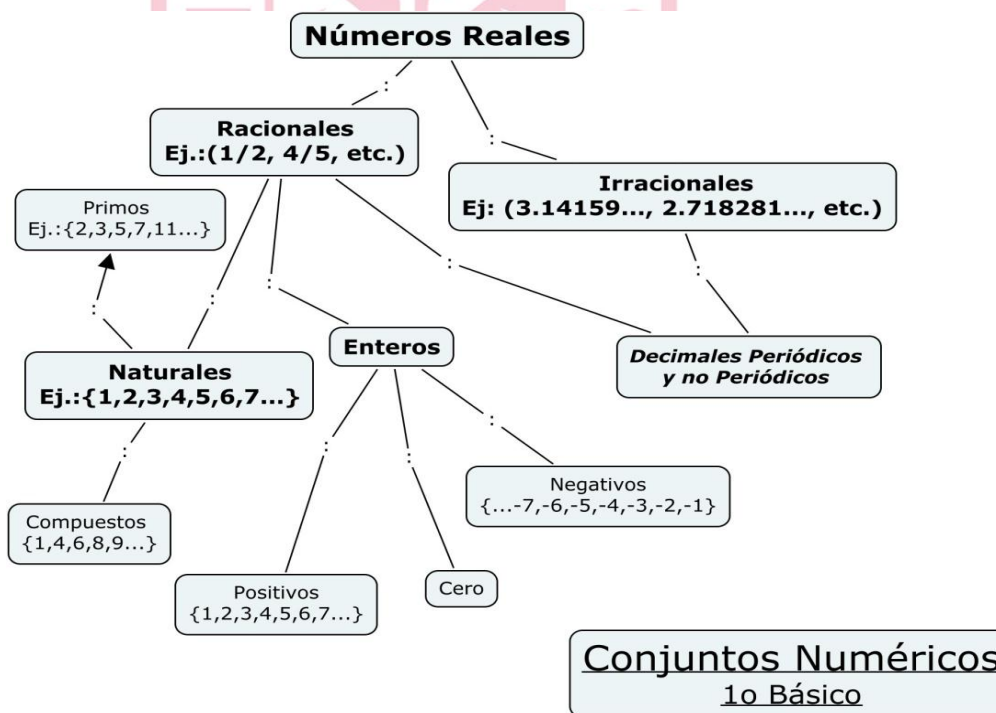 Números Reales
Racionales
Ej.:(1/2, 4/5, etc.)
Irracionales
Ej: (3.14159..., 2.718281..., etc.)
Primos
Ej.:{2,3,5,7,11...}
Enteros
Naturales
Ej.:{1,2,3,4,5,6,7...}
Decimales Periódicos
y no Periódicos
Negativos
{...-7,-6,-5,-4,-3,-2,-1}
Compuestos
{1,4,6,8,9...}
Positivos
{1,2,3,4,5,6,7...}
Cero
Conjuntos Numéricos
1o Básico